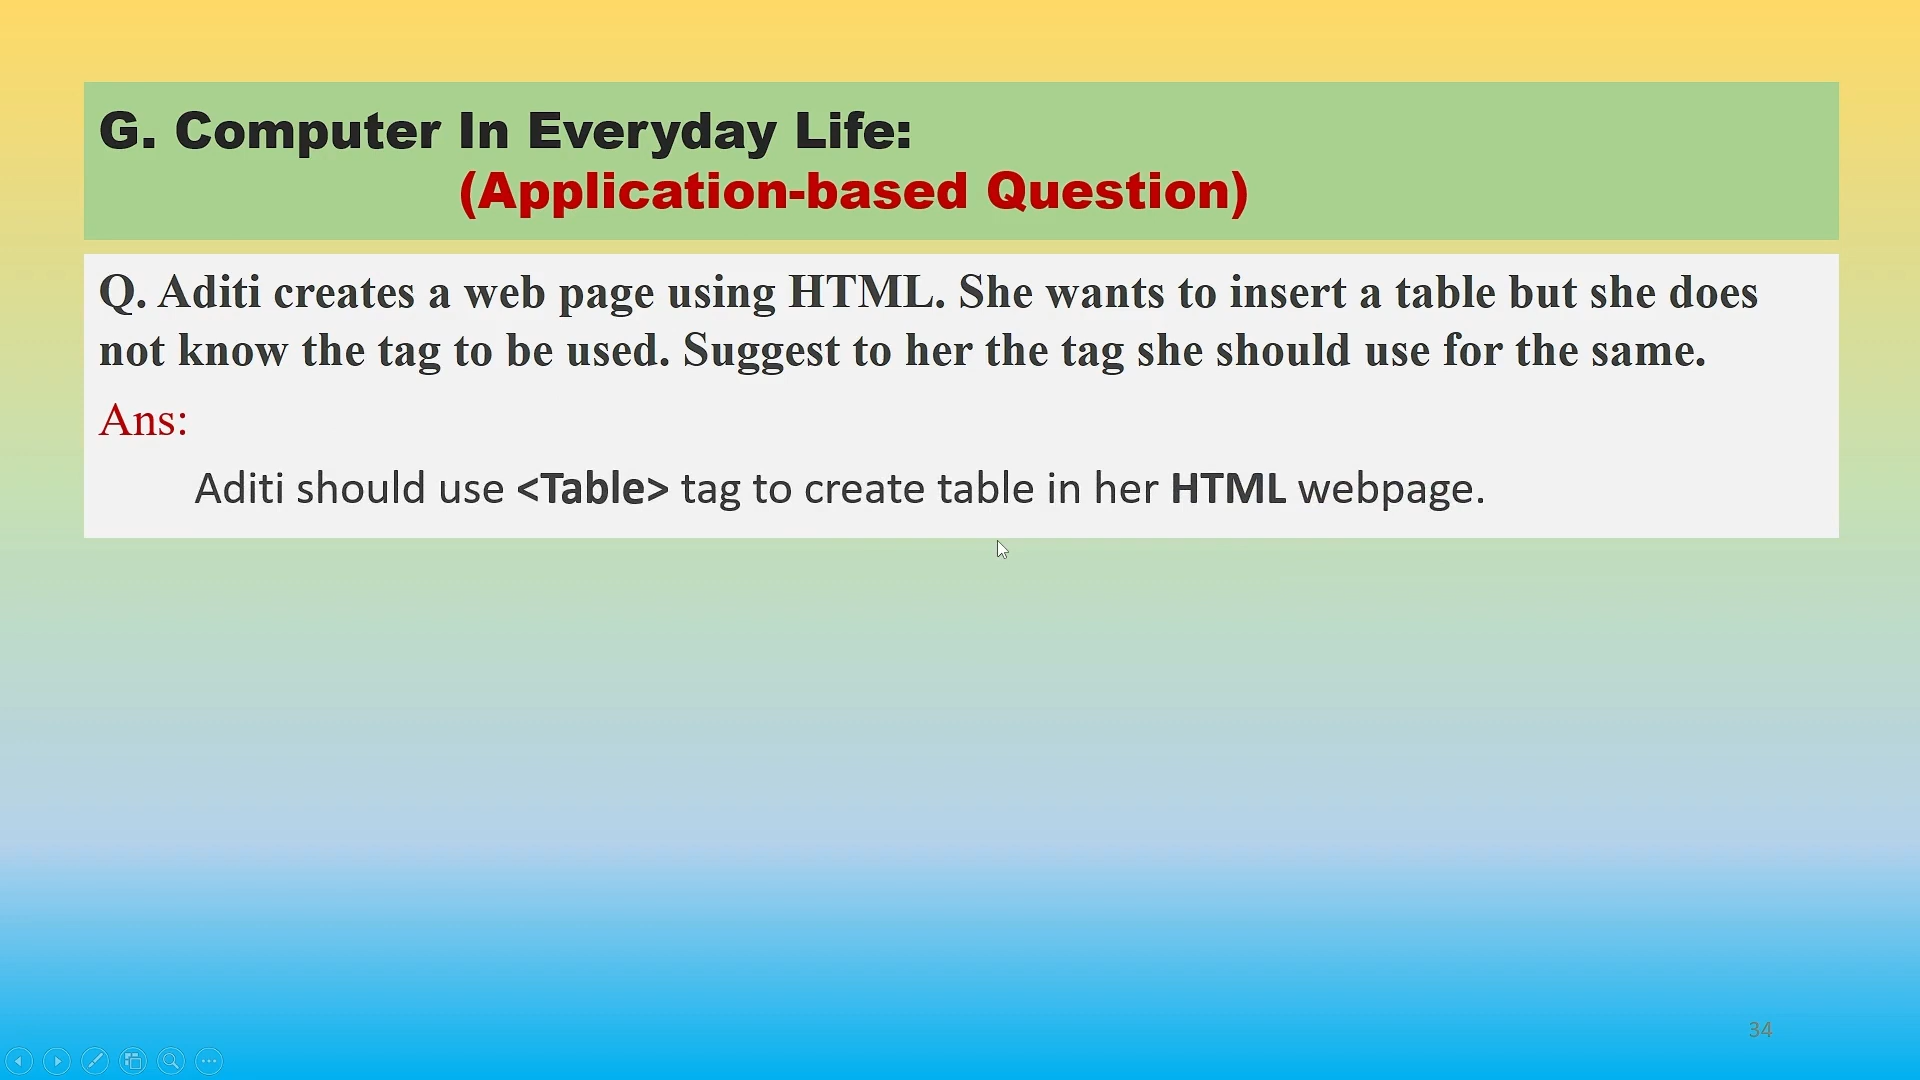 G. Computer In Everyday Life:
(Application-based Question)
Q. Aditi creates a web page using HTML. She wants to insert a table but she does
not know the tag to be used. Suggest to her the tag she should use for the same.
Ans:
Aditi should use <Table> tag to create table in her HTML webpage.
34